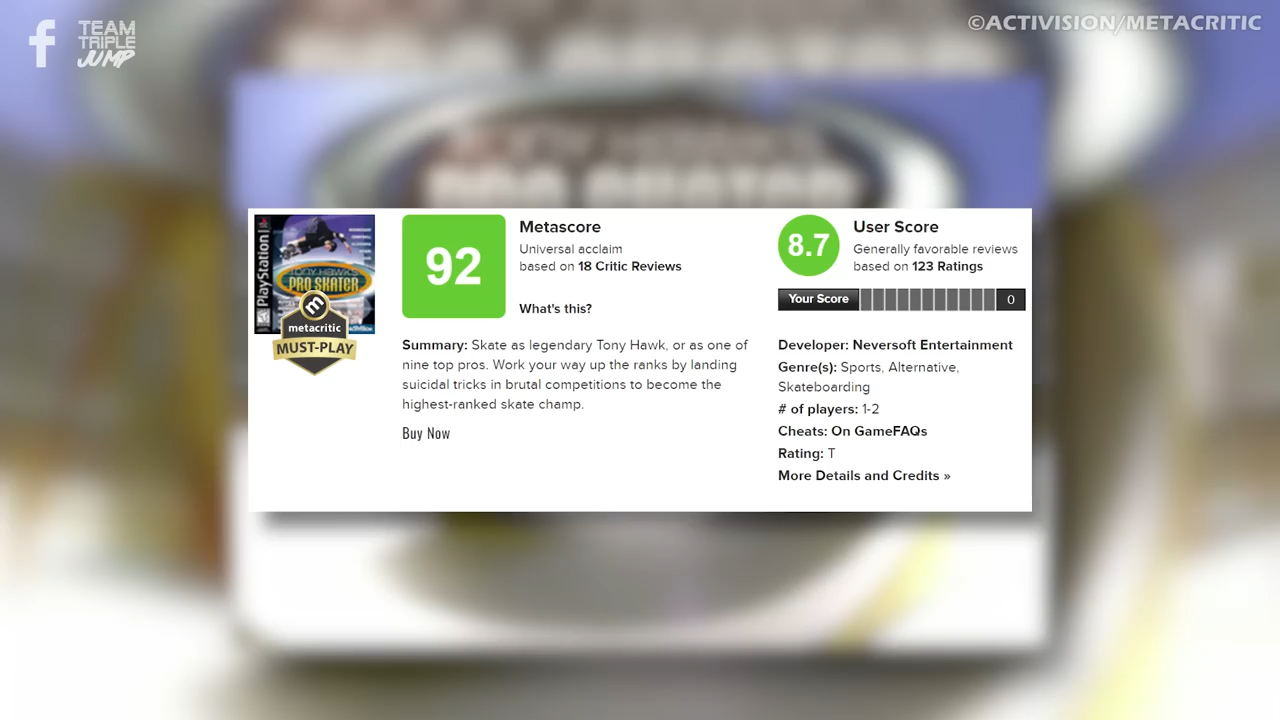 f TEAM
TRIPLE
JUMP
©ACTIVISION/METACRITIC
PlayStation
TONY HAWK'S
PRO SKATER
m
metacritic
MUST-PLAY
92
Metascore
Universal acclaim
based on 18 Critic Reviews
What's this?
Summary: Skate as legendary Tony Hawk, or as one of
nine top pros. Work your way up the ranks by landing
suicidal tricks in brutal competitions to become the
highest-ranked skate champ.
Buy Now
8.7
User Score
Generally favorable reviews
based on 123 Ratings
Your Score 0
Developer: Neversoft Entertainment
Genre(s): Sports, Alternative,
Skateboarding
# of players: 1-2
Cheats: On GameFAQs
Rating: T
More Details and Credits »